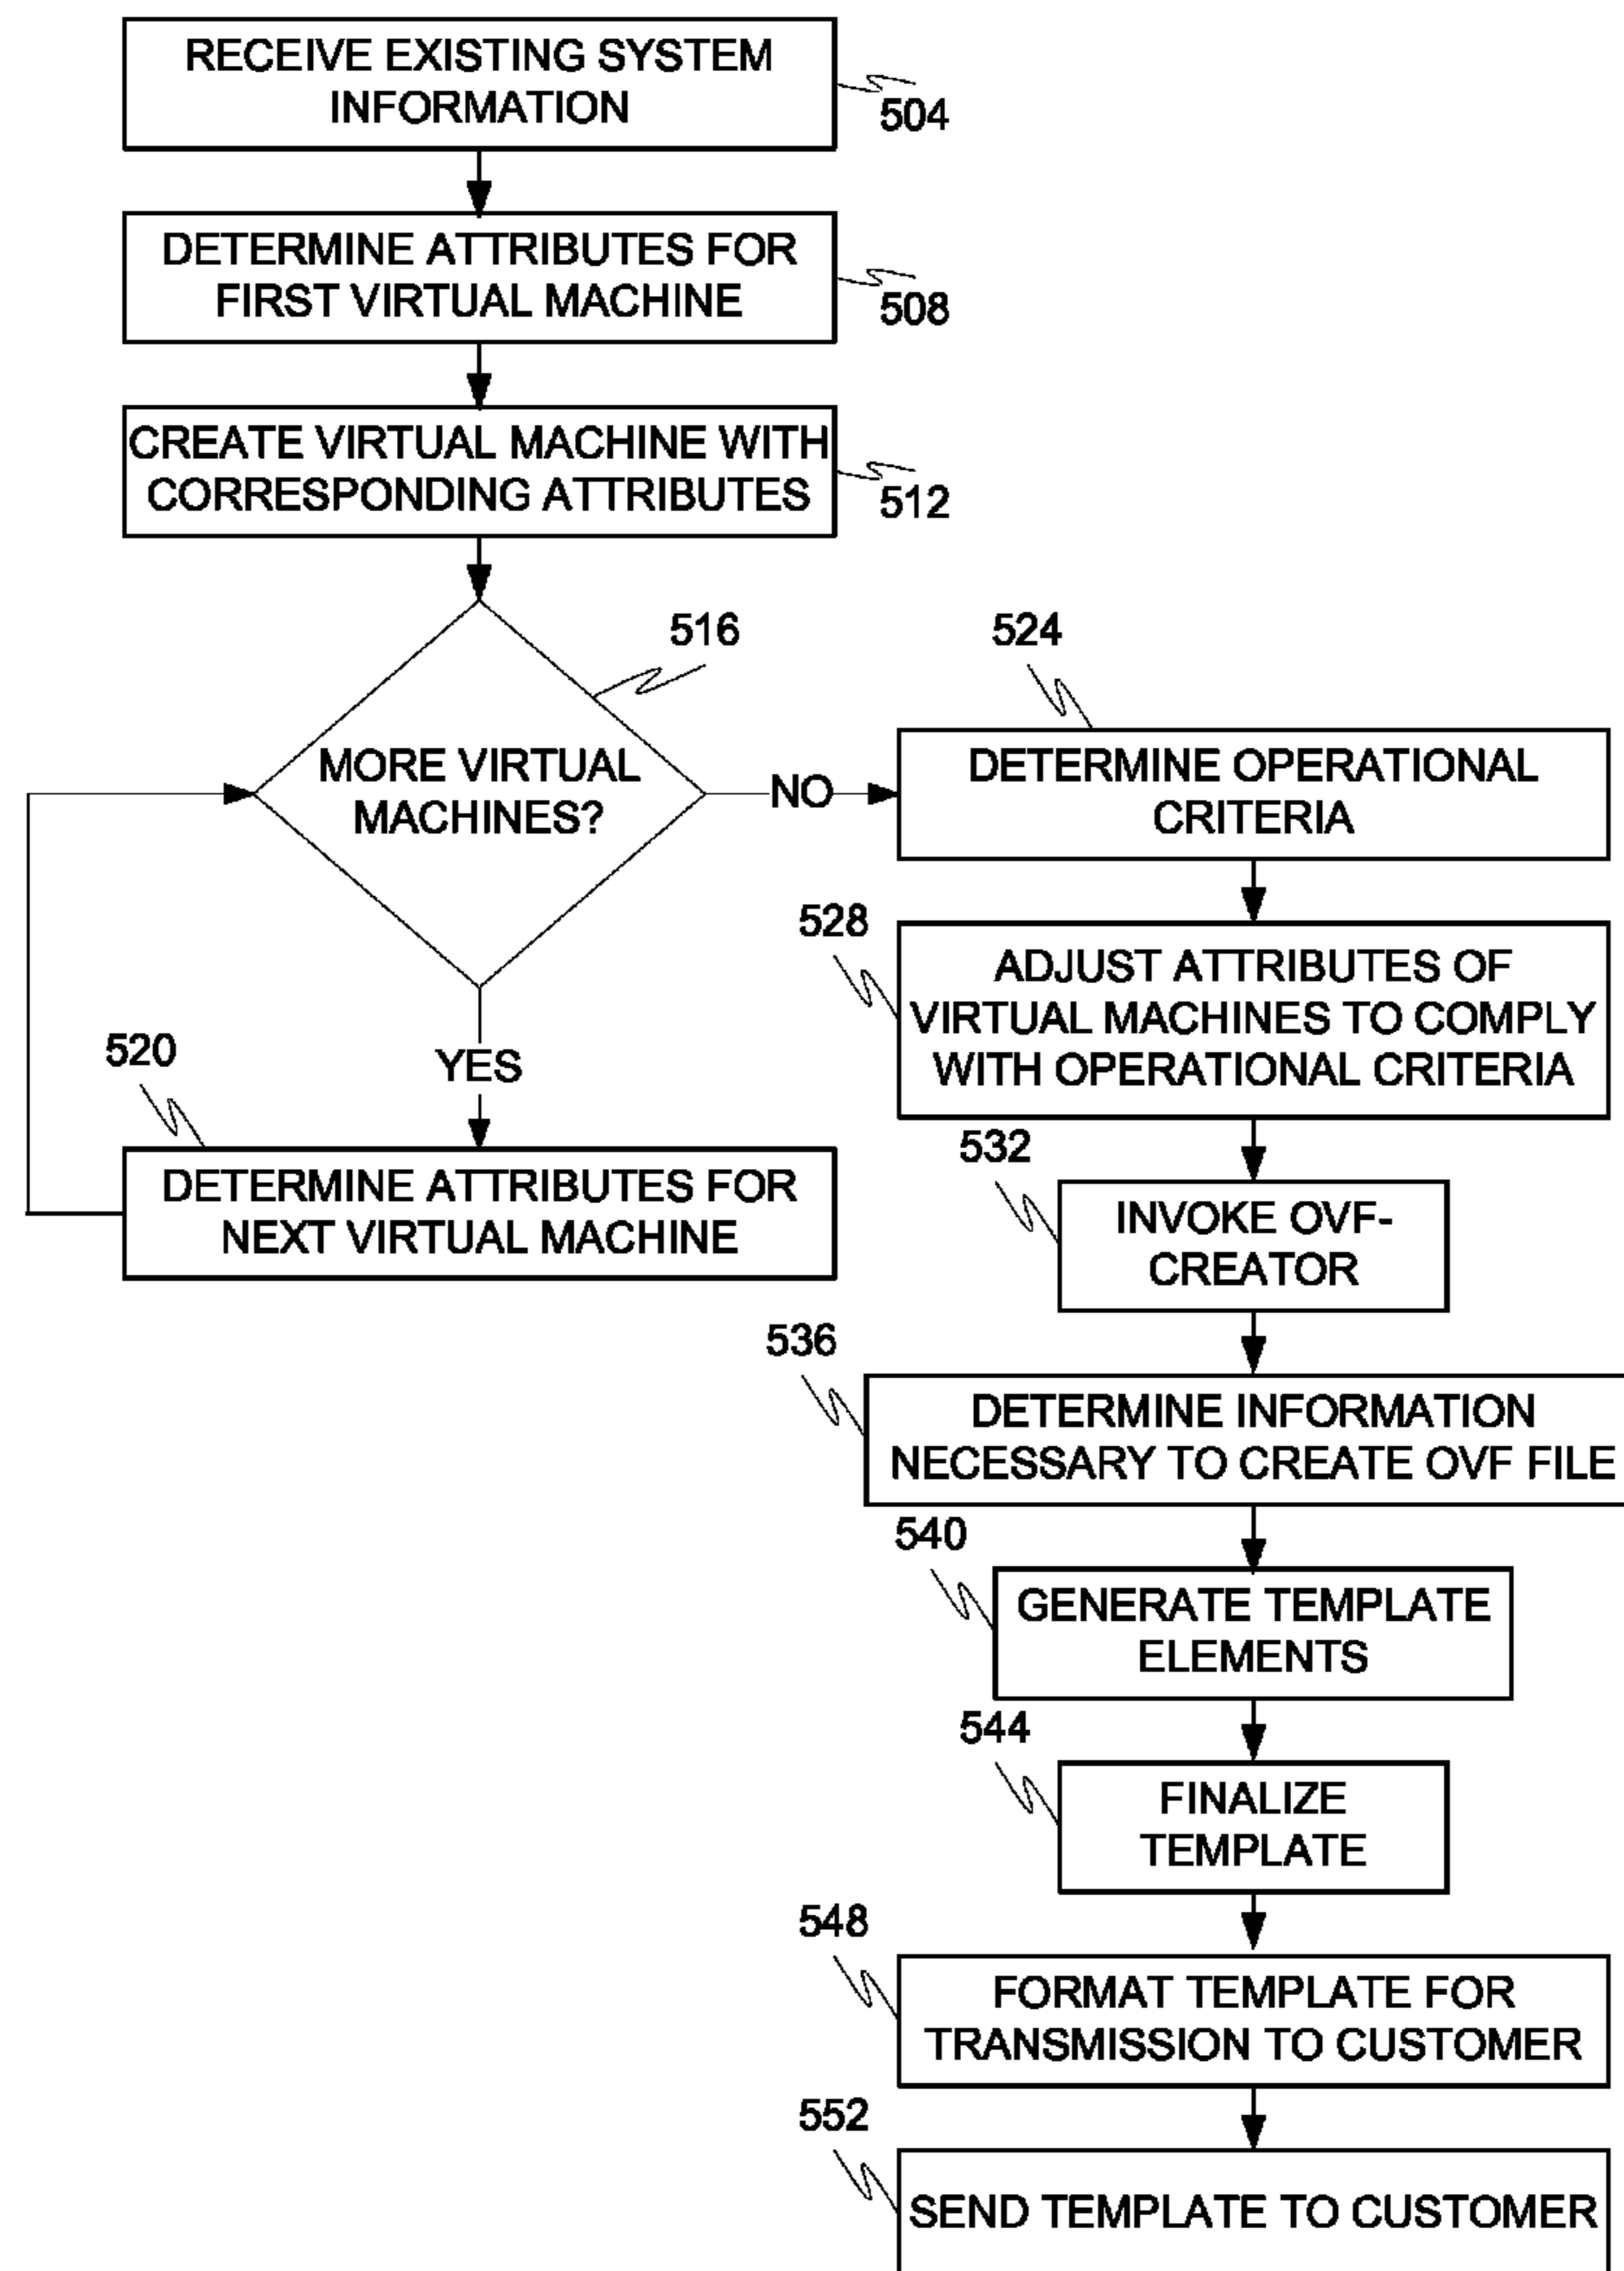 RECEIVE EXISTING SYSTEM
INFORMATION
504
DETERMINE ATTRIBUTES FOR
FIRST VIRTUAL MACHINE
508
CREATE VIRTUAL MACHINE WITH
CORRESPONDING ATTRIBUTES
512
516
MORE VIRTUAL
MACHINES?
YES
520
DETERMINE ATTRIBUTES FOR
NEXT VIRTUAL MACHINE
NO
524
DETERMINE OPERATIONAL
CRITERIA
528
ADJUST ATTRIBUTES OF
VIRTUAL MACHINES TO COMPLY
WITH OPERATIONAL CRITERIA
532
INVOKE OVF-
CREATOR
536
DETERMINE INFORMATION
NECESSARY TO CREATE OVF FILE
540
GENERATE TEMPLATE
ELEMENTS
544
FINALIZE
TEMPLATE
548
FORMAT TEMPLATE FOR
TRANSMISSION TO CUSTOMER
552
SEND TEMPLATE TO CUSTOMER